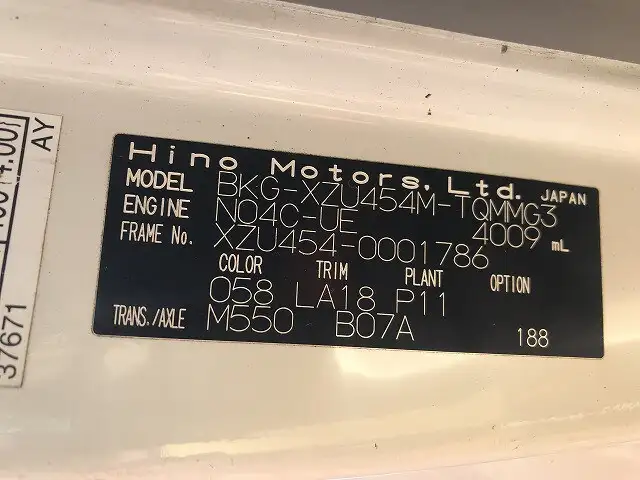 Hino Motors, Ltd. JAPAN
MODEL BKG-XZU454M-TQMMG3
ENGINE N04C-UE 4009 mL
FRAME No. XZU454-0001786
COLOR TRIM PLANT OPTION
058 LA18 P11
TRANS./AXLE M550 B07A 188
AY
37671